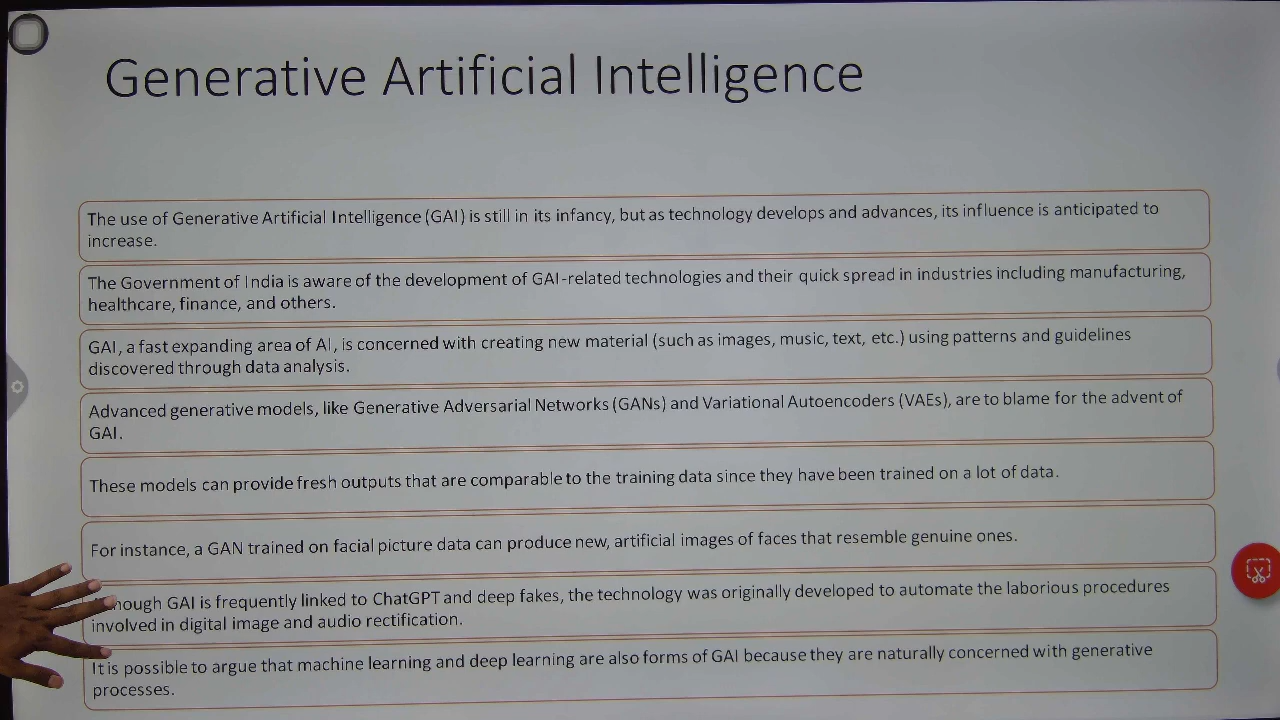 Generative Artificial Intelligence
The use of Generative Artificial Intelligence (GAI) is still in its infancy, but as technology develops and advances, its influence is anticipated to
increase.
The Government of India is aware of the development of GAI-related technologies and their quick spread in industries including manufacturing,
healthcare, finance, and others.
GAI, a fast expanding area of AI, is concerned with creating new material (such as images, music, text, etc.) using patterns and guidelines
discovered through data analysis.
Advanced generative models, like Generative Adversarial Networks (GANs) and Variational Autoencoders (VAEs), are to blame for the advent of
GAI.
These models can provide fresh outputs that are comparable to the training data since they have been trained on a lot of data.
For instance, a GAN trained on facial picture data can produce new, artificial images of faces that resemble genuine ones.
GAI is frequently linked to ChatGPT and deep fakes, the technology was originally developed to automate the laborious procedures
involved in digital image and audio rectification.
It is possible to argue that machine learning and deep learning are also forms of GAI because they are naturally concerned with generative
processes.